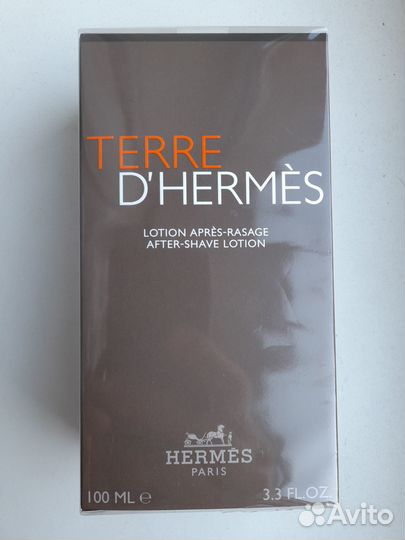 TERRE
D'HERMÈS
LOTION APRÈS-RASAGE
AFTER-SHAVE LOTION
HERMÈS
PARIS
100 ML ℮ 3.3 FL.OZ.
Avito